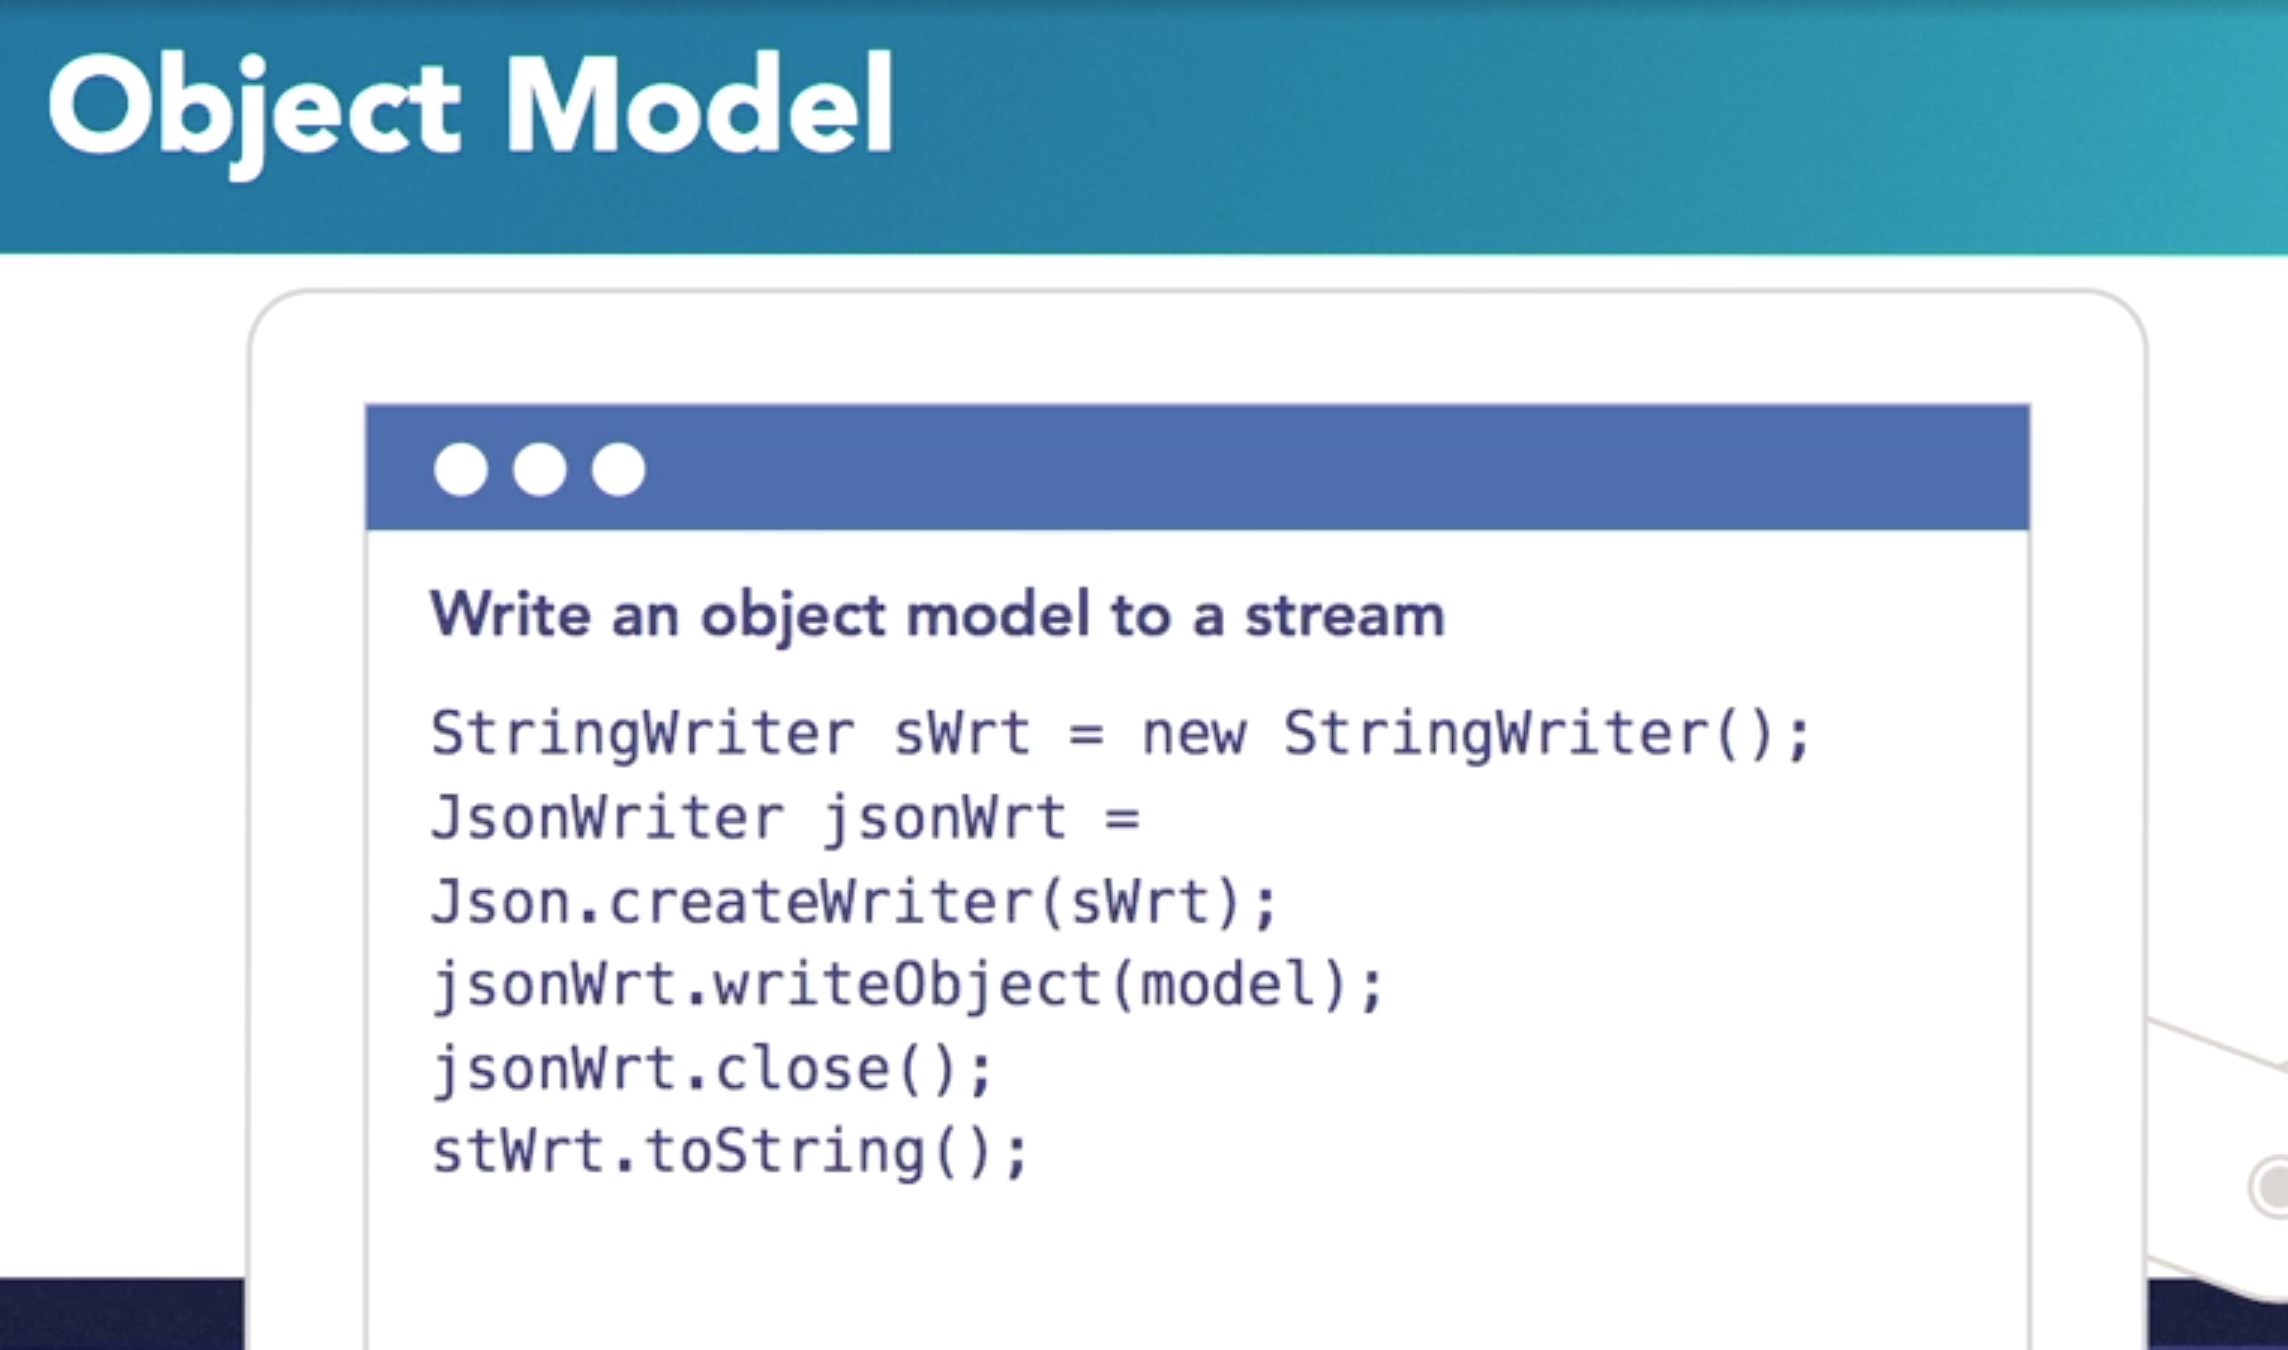 Object Model
Write an object model to a stream
StringWriter sWrt = new StringWriter();
JsonWriter jsonWrt =
Json.createWriter(sWrt);
jsonWrt.writeObject(model);
jsonWrt.close();
stWrt.toString();